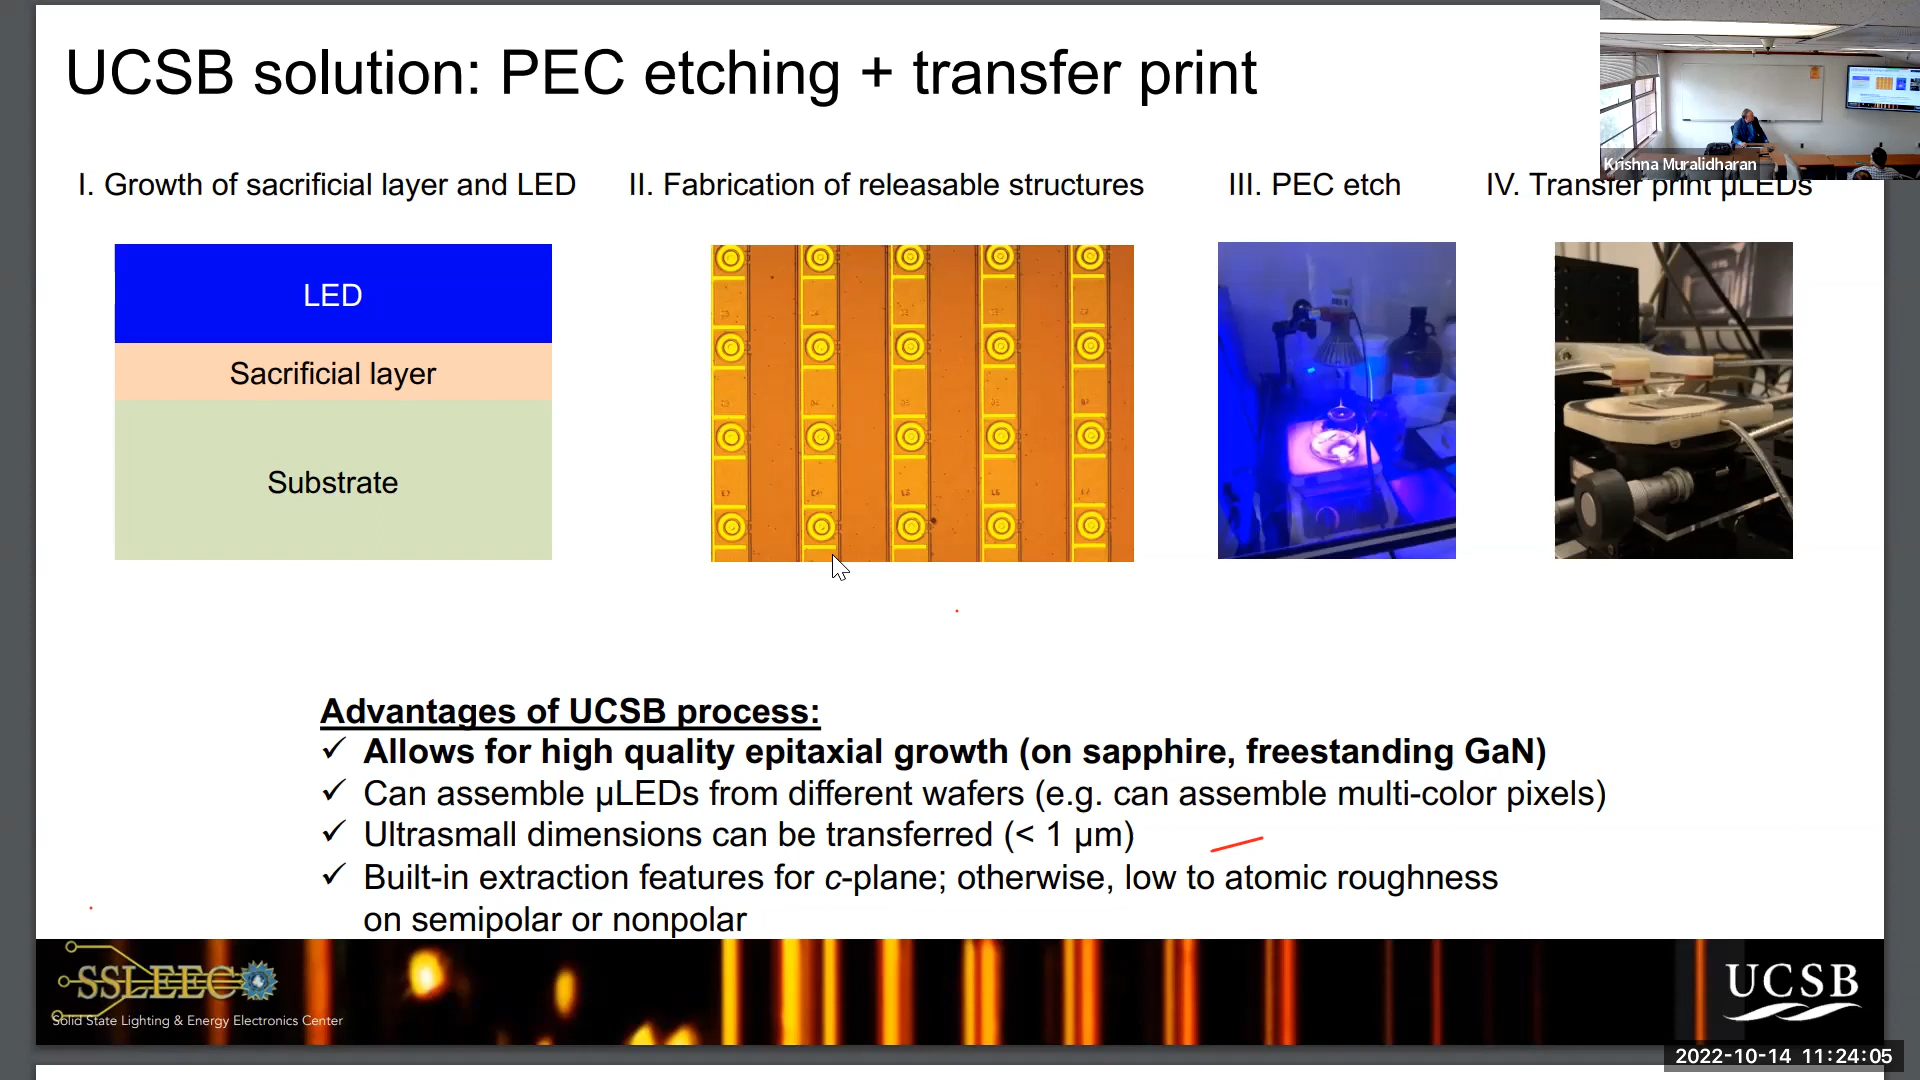 UCSB solution: PEC etching + transfer print
Krishna Muralidharan
I. Growth of sacrificial layer and LED
II. Fabrication of releasable structures
III. PEC etch
IV. Transfer print µLEDs
LED
Sacrificial layer
Substrate
Advantages of UCSB process:
✓ Allows for high quality epitaxial growth (on sapphire, freestanding GaN)
✓ Can assemble µLEDs from different wafers (e.g. can assemble multi-color pixels)
✓ Ultrasmall dimensions can be transferred (< 1 µm)
✓ Built-in extraction features for c-plane; otherwise, low to atomic roughness
on semipolar or nonpolar
SSLEEC
Solid State Lighting & Energy Electronics Center
UCSB
2022-10-14 11:24:05